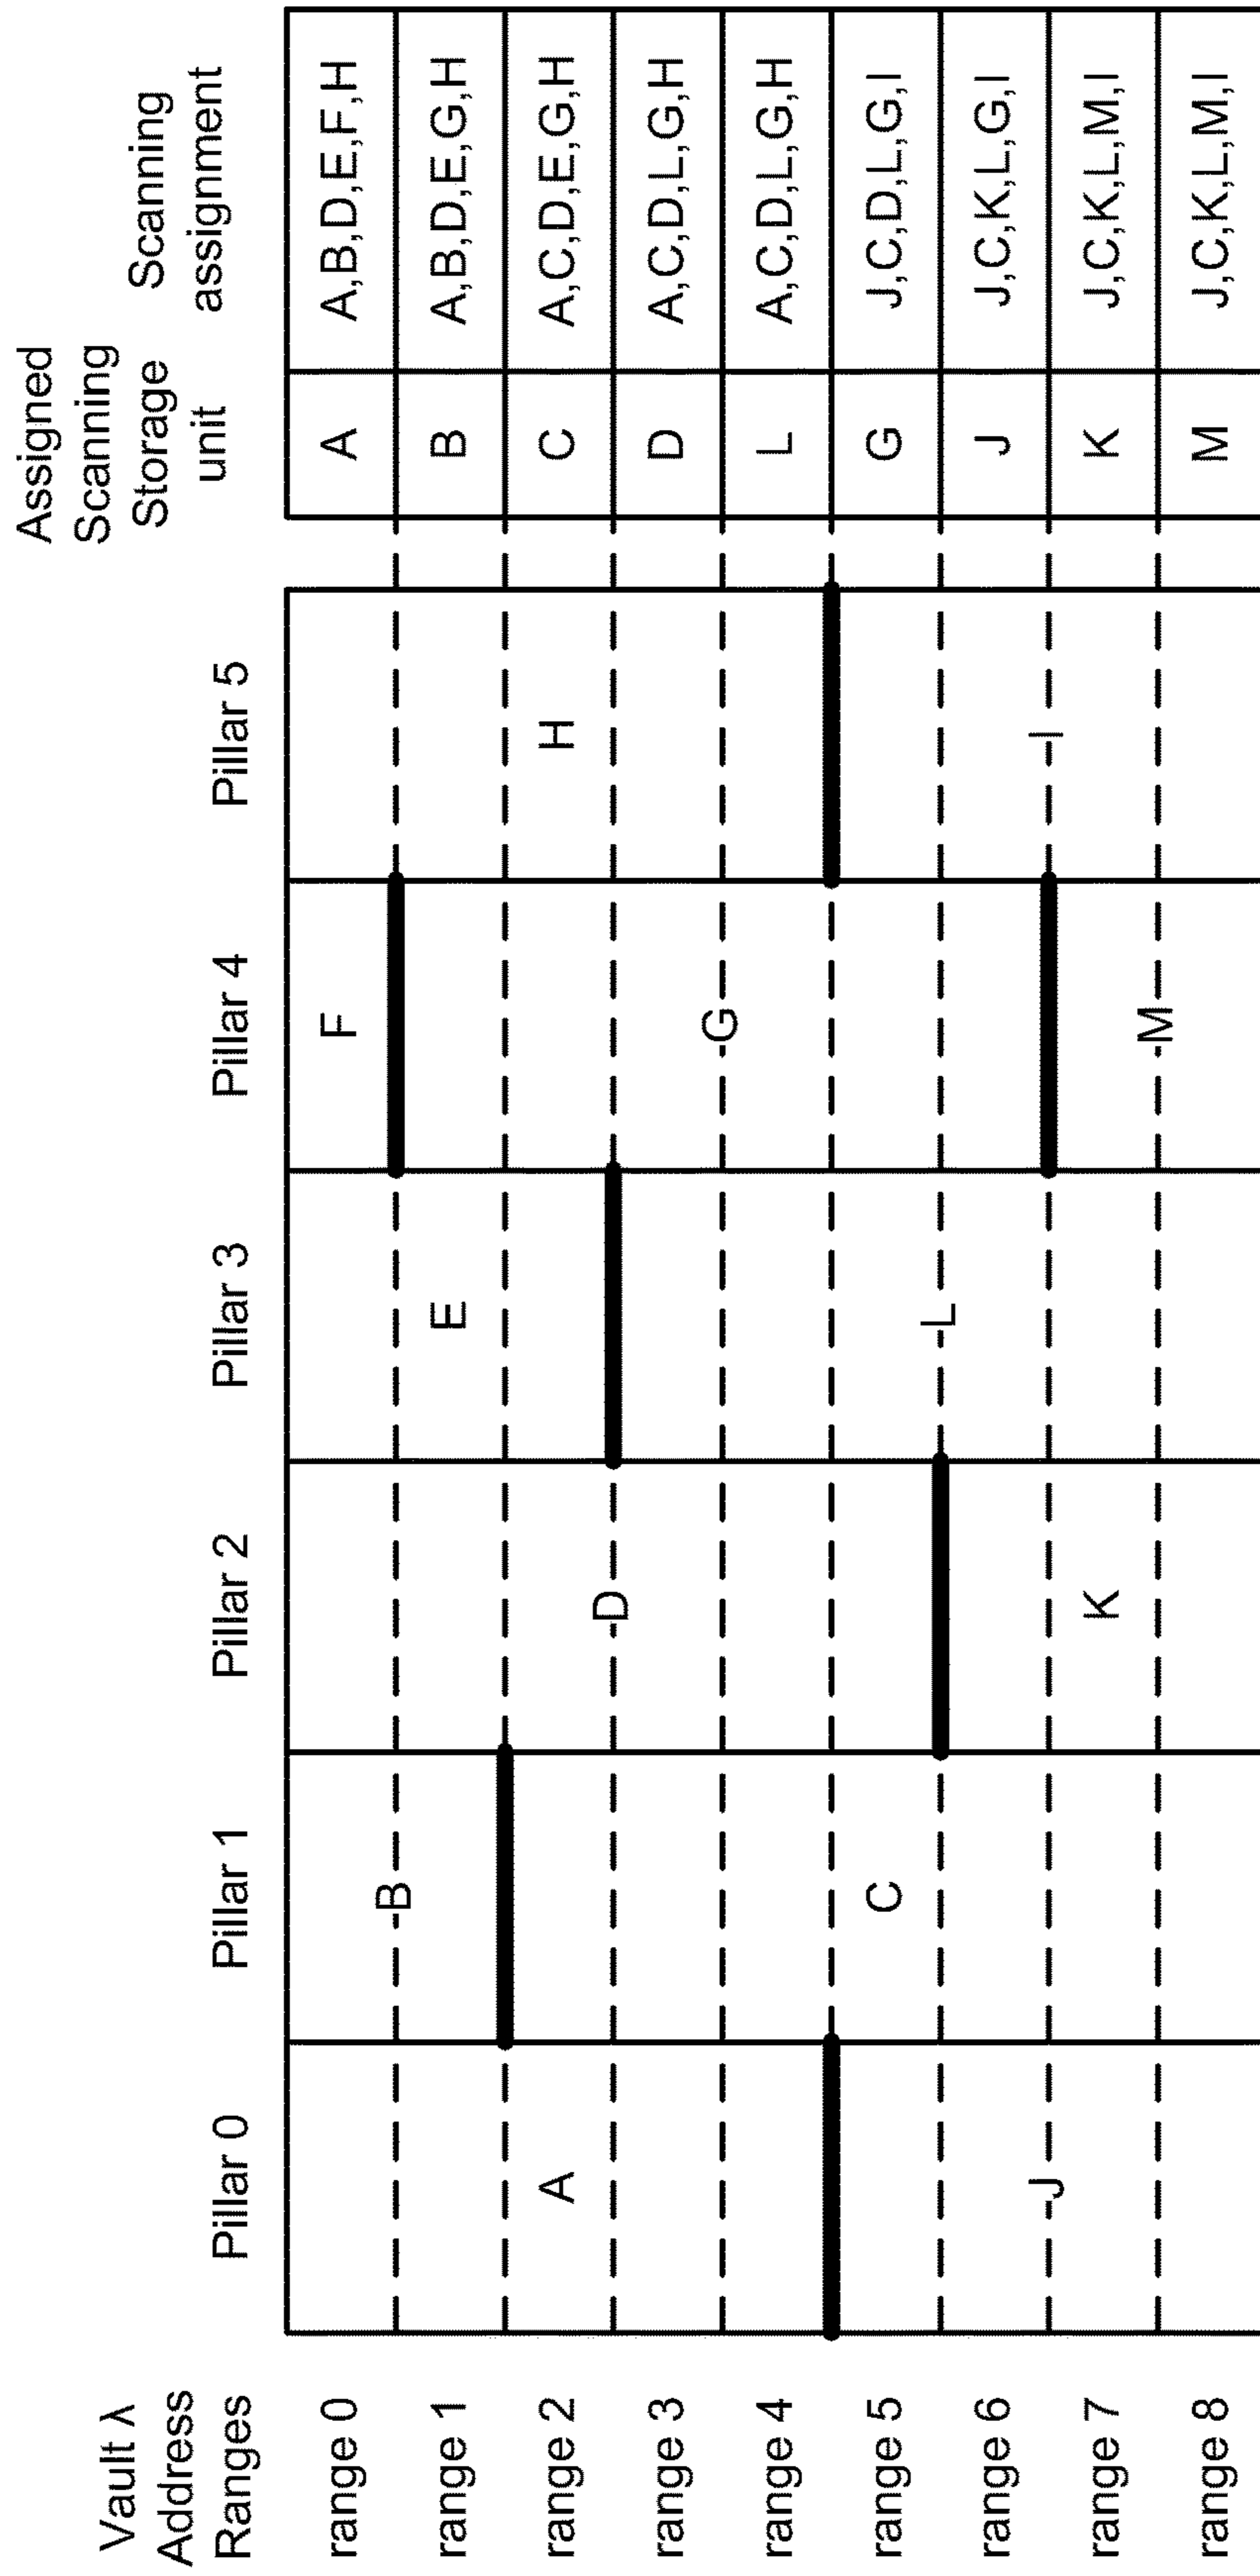 Vault λ Address Ranges
Pillar 0
Pillar 1
Pillar 2
Pillar 3
Pillar 4
Pillar 5
Assigned Scanning Storage unit
Scanning assignment
range 0
F
A
A,B,D,E,F,H
B
range 1
E
B
A,B,D,E,G,H
range 2
A
H
C
A,C,D,E,G,H
D
range 3
D
A,C,D,L,G,H
G
range 4
L
A,C,D,L,G,H
range 5
C
G
J,C,D,L,G,I
L
range 6
J
J,C,K,L,G,I
J
I
range 7
K
K
J,C,K,L,M,I
M
range 8
M
J,C,K,L,M,I